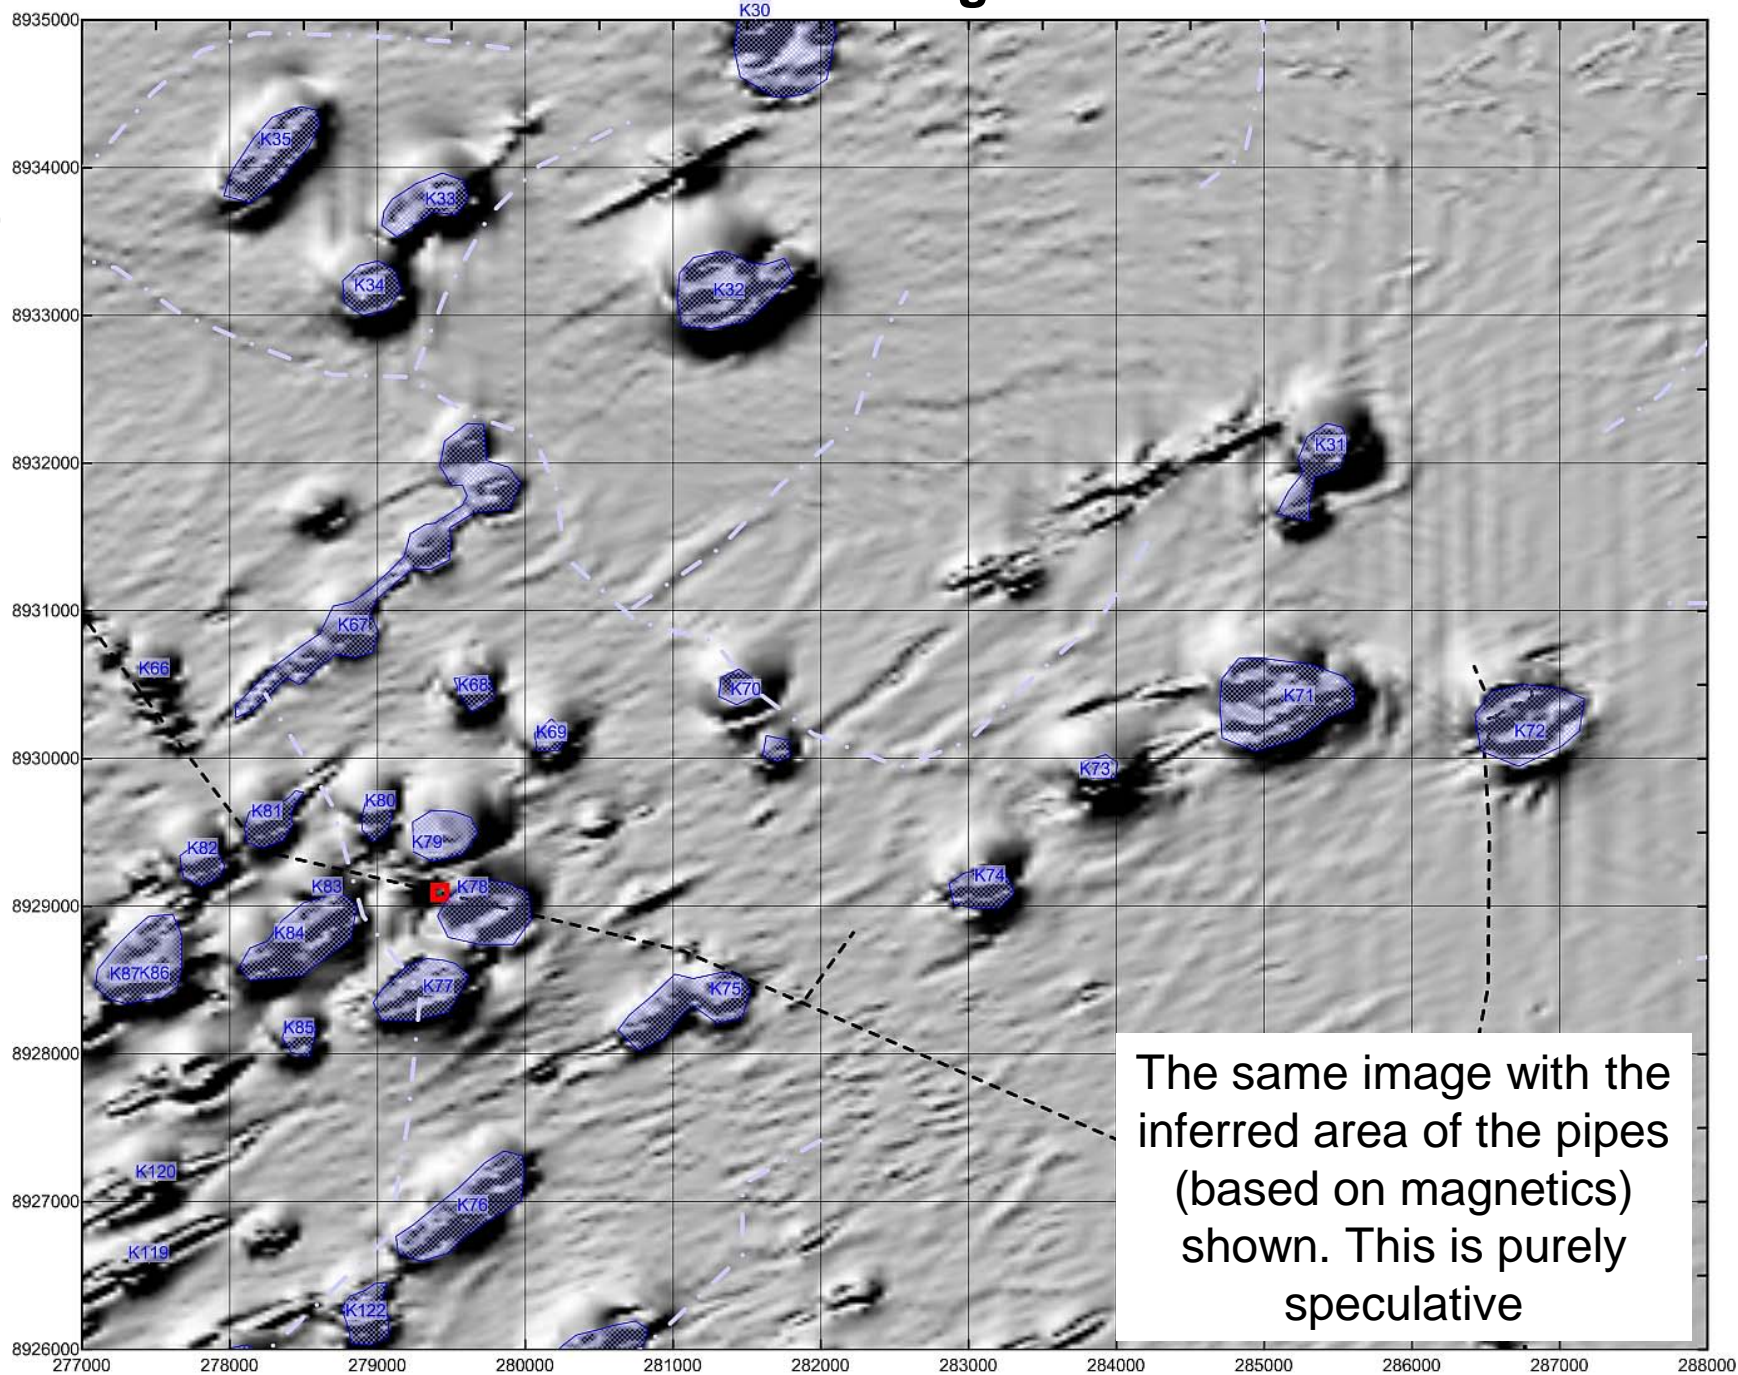 K30
8935000
K35
8934000
K33
K34
K32
8933000
K31
8932000
8931000
K67
K66
K68
K70
K71
K69
K72
8930000
K73
K81
K80
K79
K82
K83
K78
K74
8929000
K84
K87K86
K77
K75
K85
8928000
K120
8927000
K76
K119
K122
8926000
277000 278000 279000 280000 281000 282000 283000 284000 285000 286000 287000 288000
The same image with the
inferred area of the pipes
(based on magnetics)
shown. This is purely
speculative